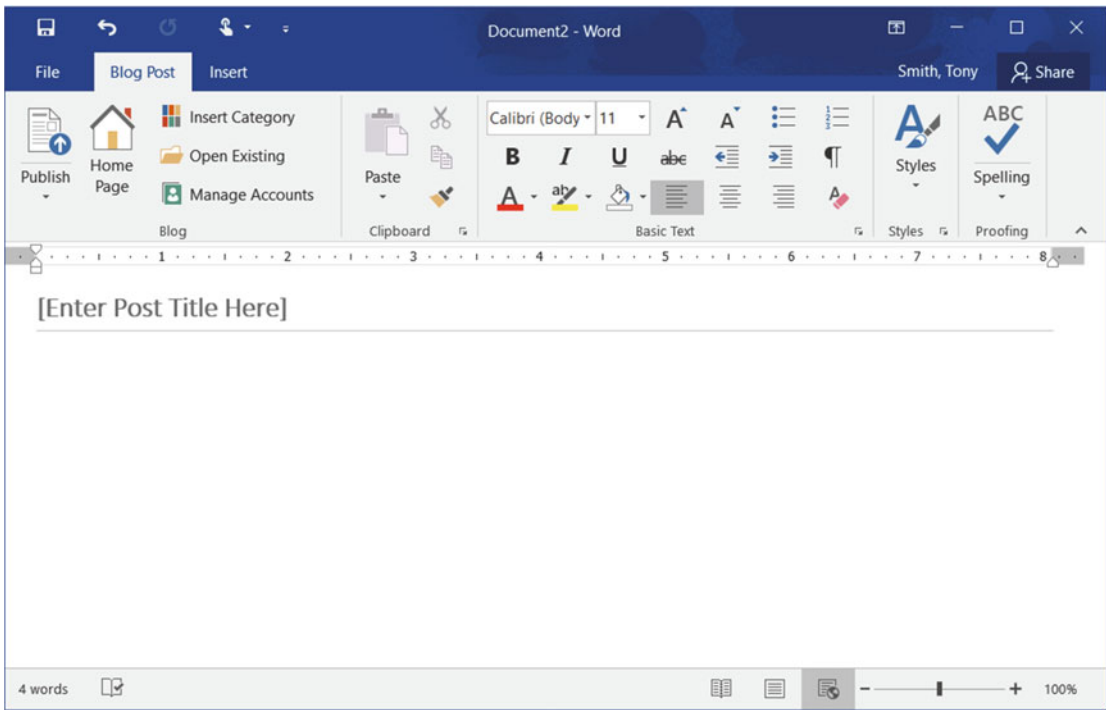 Document2 - Word
File Blog Post Insert Smith, Tony Share
Publish
Home Page
Insert Category
Open Existing
Manage Accounts
Blog
Paste
Clipboard
Calibri (Body 11 A A
B I U abc ¶
A ab A
Basic Text
Styles
Styles
ABC
Spelling
Proofing
1 2 3 4 5 6 7 8
[Enter Post Title Here]
4 words 100%